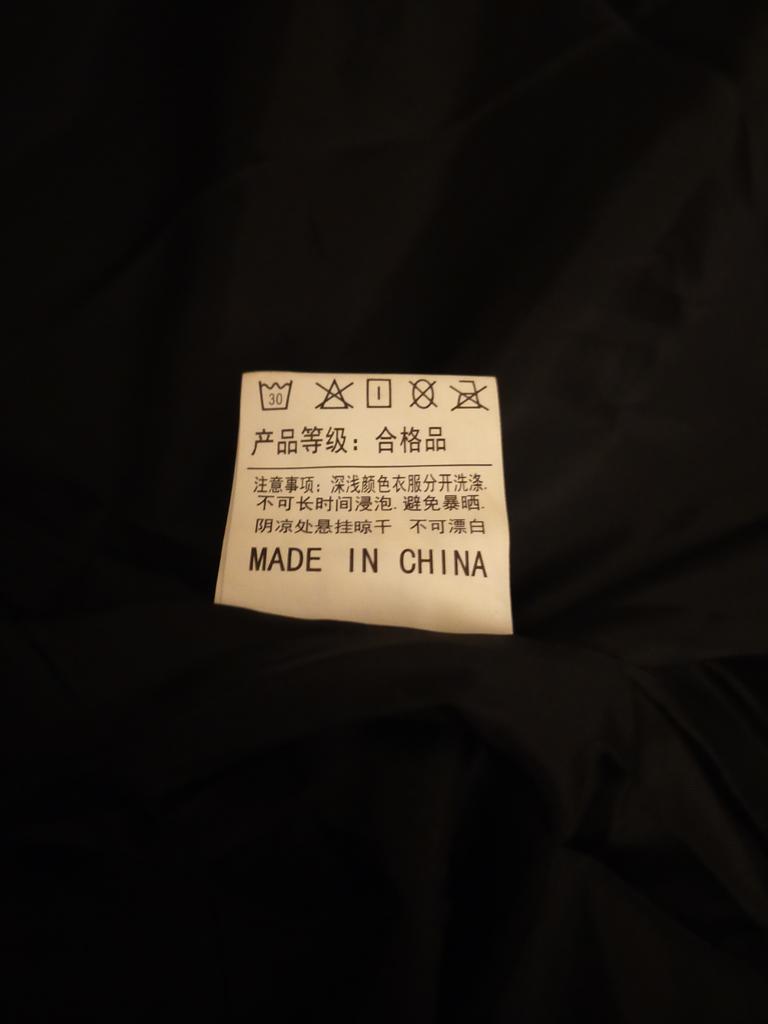 30
产品等级：合格品
注意事项：深浅颜色衣服分开洗涤.
不可长时间浸泡.避免暴晒.
阴凉处悬挂晾干 不可漂白
MADE IN CHINA